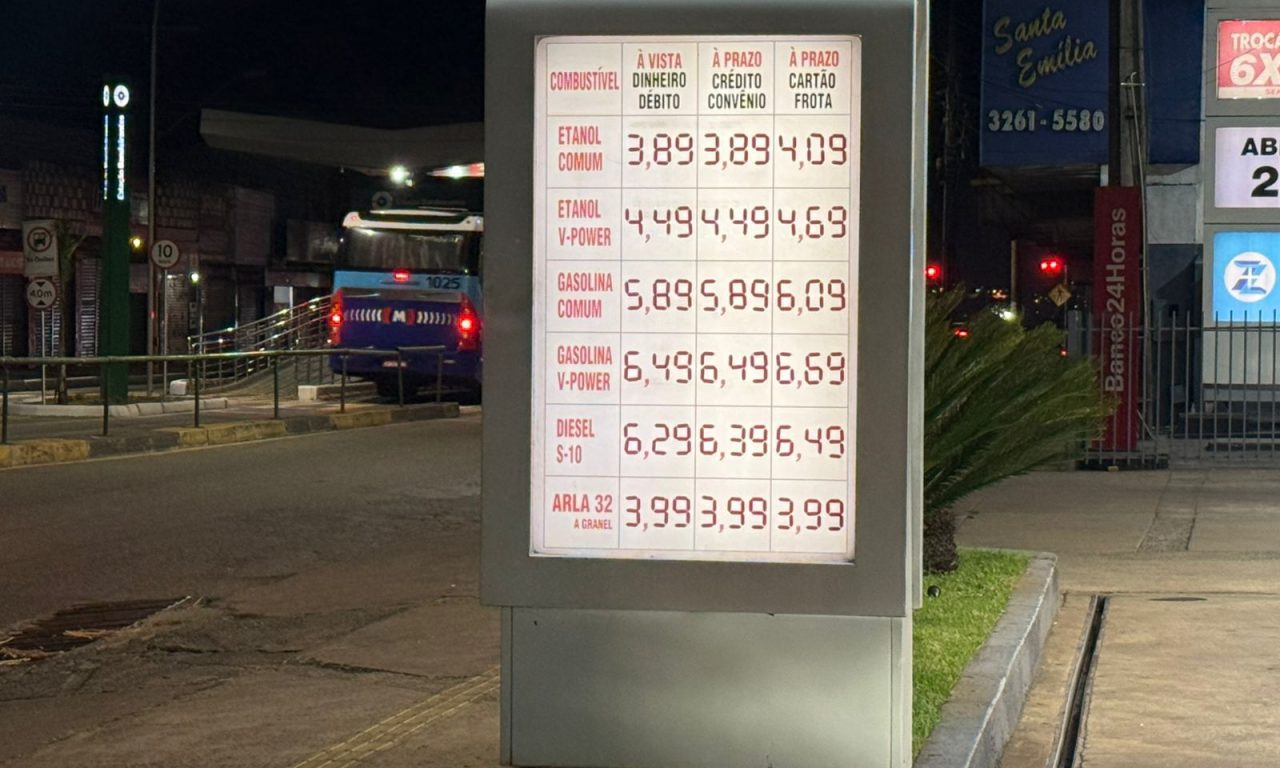 COMBUSTÍVEL
À VISTA
DINHEIRO
DÉBITO
À PRAZO
CRÉDITO
CONVÊNIO
À PRAZO
CARTÃO
FROTA
ETANOL
COMUM
3,89 3,89 4,09
ETANOL
V-POWER
4,49 4,49 4,69
GASOLINA
COMUM
5,89 5,89 6,09
GASOLINA
V-POWER
6,49 6,49 6,69
DIESEL
S-10
6,29 6,39 6,49
ARLA 32
A GRANEL
3,99 3,99 3,99
Santa
Emília
3261-5580
TROCA
6X
AB
2
Banco24Horas
1025
M
10
40m